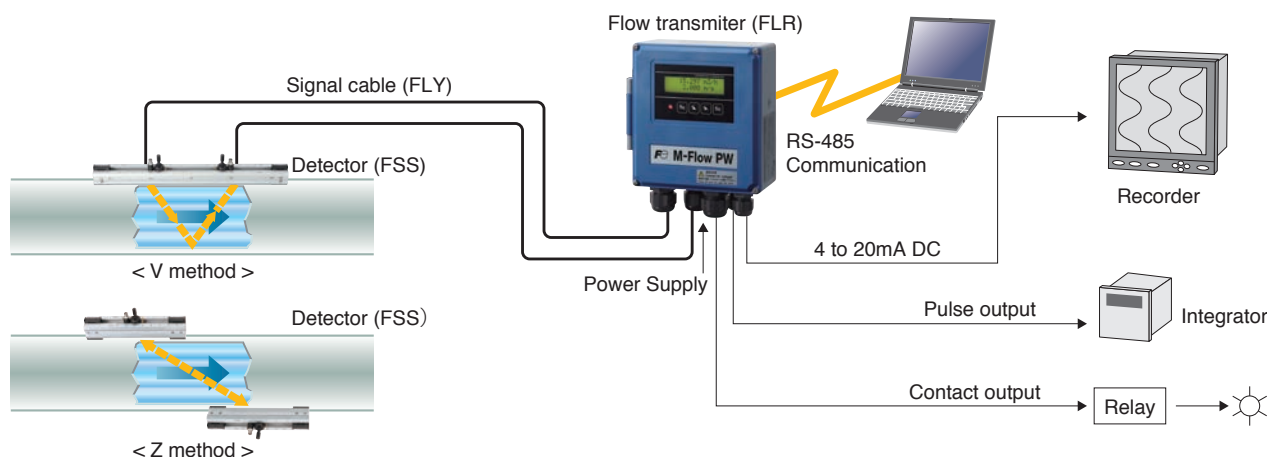 Flow transmiter (FLR)
Signal cable (FLY)
Detector (FSS)
< V method >
Detector (FSS）
< Z method >
M-Flow PW
Power Supply
RS-485
Communication
Recorder
4 to 20mA DC
Pulse output
Integrator
Contact output
Relay